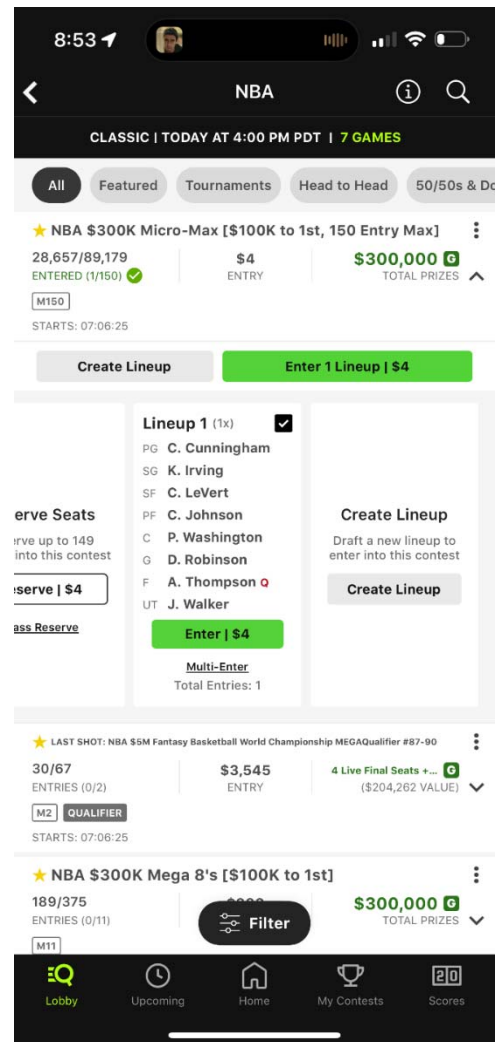 8:53
NBA
CLASSIC | TODAY AT 4:00 PM PDT | 7 GAMES
All Featured Tournaments Head to Head 50/50s & Do
NBA $300K Micro-Max [$100K to 1st, 150 Entry Max]
28,657/89,179 $4 $300,000 G
ENTERED (1/150) ENTRY TOTAL PRIZES
M150
STARTS: 07:06:25
Create Lineup Enter 1 Lineup | $4
erve Seats
erve up to 149
into this contest
eserve | $4
ass Reserve
Lineup 1 (1x)
PG C. Cunningham
SG K. Irving
SF C. LeVert
PF C. Johnson
C P. Washington
G D. Robinson
F A. Thompson Q
UT J. Walker
Enter | $4
Multi-Enter
Total Entries: 1
Create Lineup
Draft a new lineup to
enter into this contest
Create Lineup
LAST SHOT: NBA $5M Fantasy Basketball World Championship MEGAQualifier #87-90
30/67 $3,545 4 Live Final Seats +... G
ENTRIES (0/2) ENTRY ($204,262 VALUE)
M2 QUALIFIER
STARTS: 07:06:25
NBA $300K Mega 8's [$100K to 1st]
189/375 $300,000 G
ENTRIES (0/11) TOTAL PRIZES
M11
Filter
Lobby Upcoming Home My Contests Scores